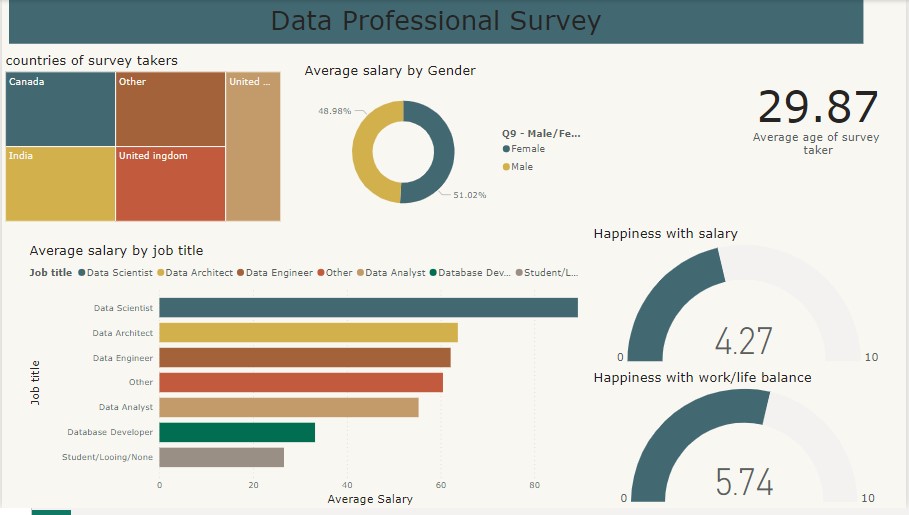 Data Professional Survey
countries of survey takers
Canada
Other
United ...
India
United ingdom
Average salary by Gender
48.98%
51.02%
Q9 - Male/Fe...
Female
Male
29.87
Average age of survey
taker
Average salary by job title
Job title Data Scientist Data Architect Data Engineer Other Data Analyst Database Dev... Student/L...
Job title
Data Scientist
Data Architect
Data Engineer
Other
Data Analyst
Database Developer
Student/Looing/None
0 20 40 60 80
Average Salary
Happiness with salary
4.27
0 10
Happiness with work/life balance
5.74
0 10